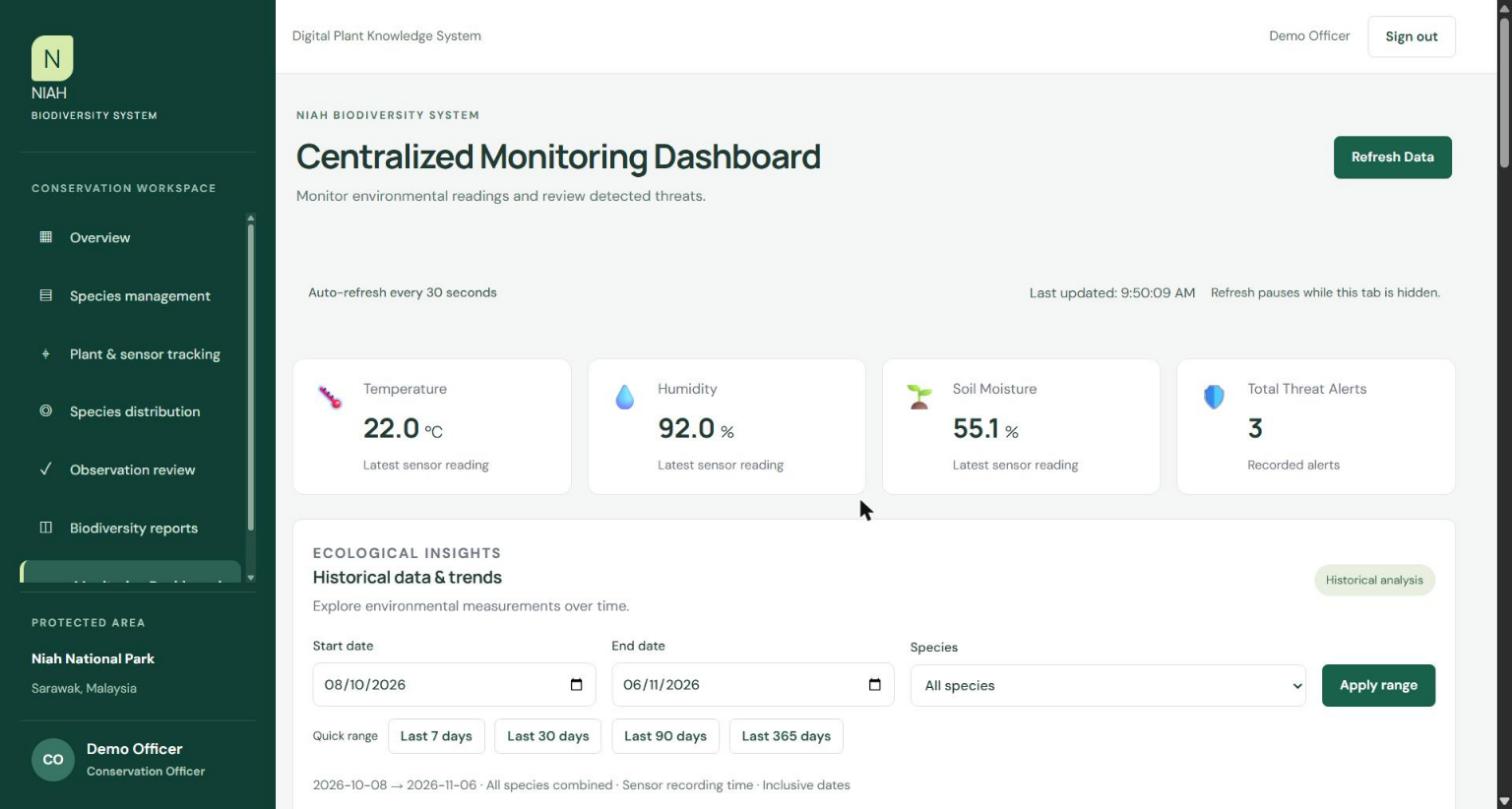 N
NIAH
BIODIVERSITY SYSTEM
CONSERVATION WORKSPACE
Overview
Species management
Plant & sensor tracking
Species distribution
Observation review
Biodiversity reports
PROTECTED AREA
Niah National Park
Sarawak, Malaysia
CO
Demo Officer
Conservation Officer
Digital Plant Knowledge System
Demo Officer
Sign out
NIAH BIODIVERSITY SYSTEM
Centralized Monitoring Dashboard
Monitor environmental readings and review detected threats.
Refresh Data
Auto-refresh every 30 seconds
Last updated: 9:50:09 AM
Refresh pauses while this tab is hidden.
Temperature
22.0 °C
Latest sensor reading
Humidity
92.0 %
Latest sensor reading
Soil Moisture
55.1 %
Latest sensor reading
Total Threat Alerts
3
Recorded alerts
ECOLOGICAL INSIGHTS
Historical data & trends
Explore environmental measurements over time.
Historical analysis
Start date
08/10/2026
End date
06/11/2026
Species
All species
Apply range
Quick range
Last 7 days
Last 30 days
Last 90 days
Last 365 days
2026-10-08 → 2026-11-06 · All species combined · Sensor recording time · Inclusive dates